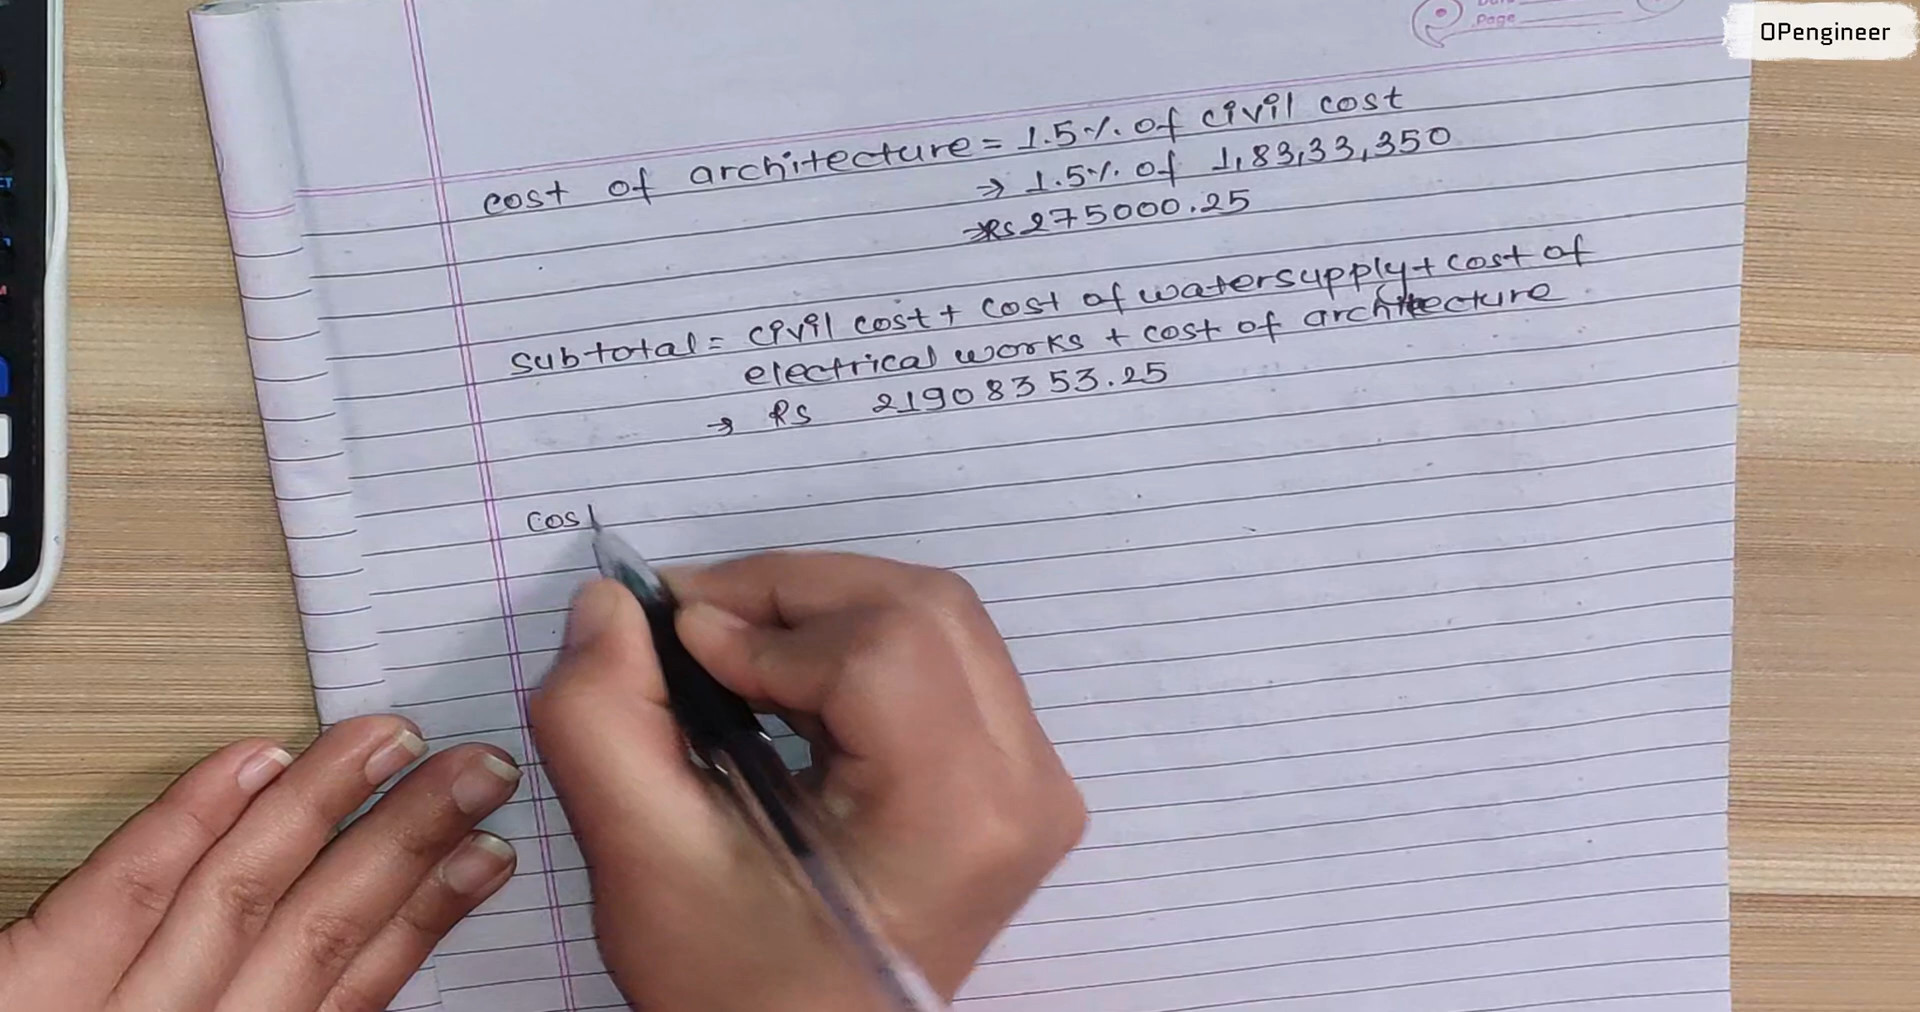 Page
OPengineer
cost of architecture = 1.5% of civil cost
→ 1.5% of 1,83,33,350
→ Rs 275000.25
subtotal = civil cost + cost of watersupply + cost of
electrical works + cost of architecture
→ Rs 21908353.25
cost